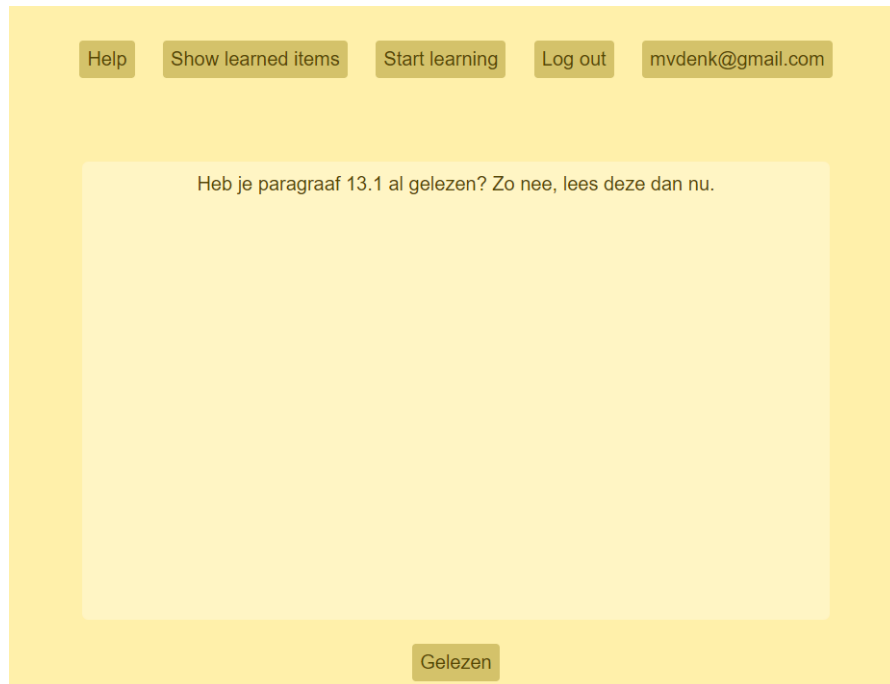 Help Show learned items Start learning Log out mvdenk@gmail.com
Heb je paragraaf 13.1 al gelezen? Zo nee, lees deze dan nu.
Gelezen